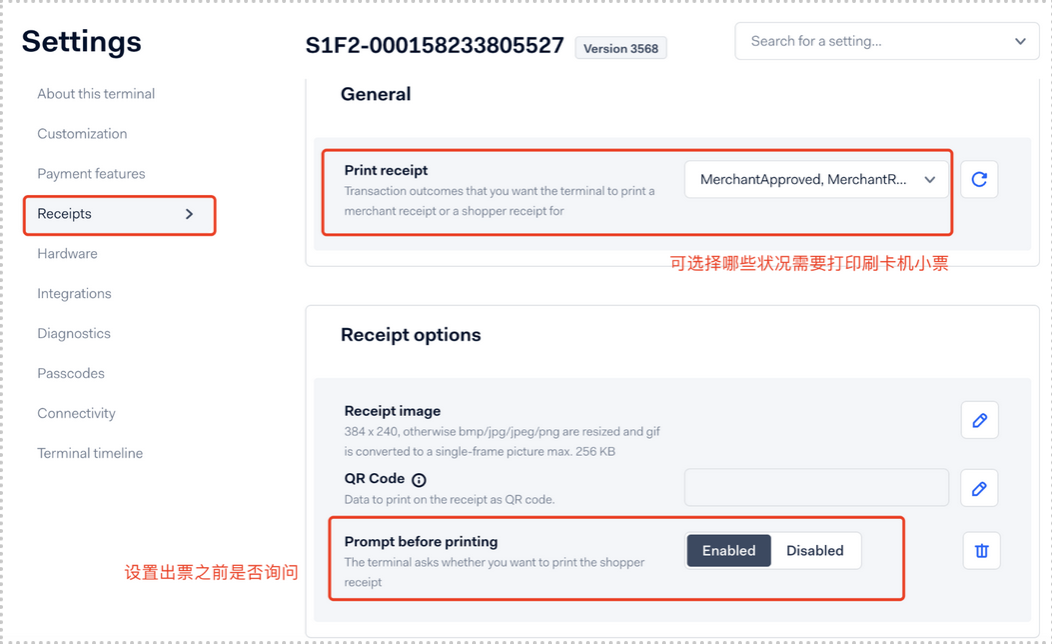 Settings
S1F2-000158233805527
Version 3568
Search for a setting...
About this terminal
Customization
Payment features
Receipts
Hardware
Integrations
Diagnostics
Passcodes
Connectivity
Terminal timeline
General
Print receipt
Transaction outcomes that you want the terminal to print a
merchant receipt or a shopper receipt for
MerchantApproved, MerchantR...
可选择哪些状况需要打印刷卡机小票
Receipt options
Receipt image
384 x 240, otherwise bmp/jpg/jpeg/png are resized and gif
is converted to a single-frame picture max. 256 KB
QR Code
Data to print on the receipt as QR code.
Prompt before printing
The terminal asks whether you want to print the shopper
receipt
Enabled
Disabled
设置出票之前是否询问